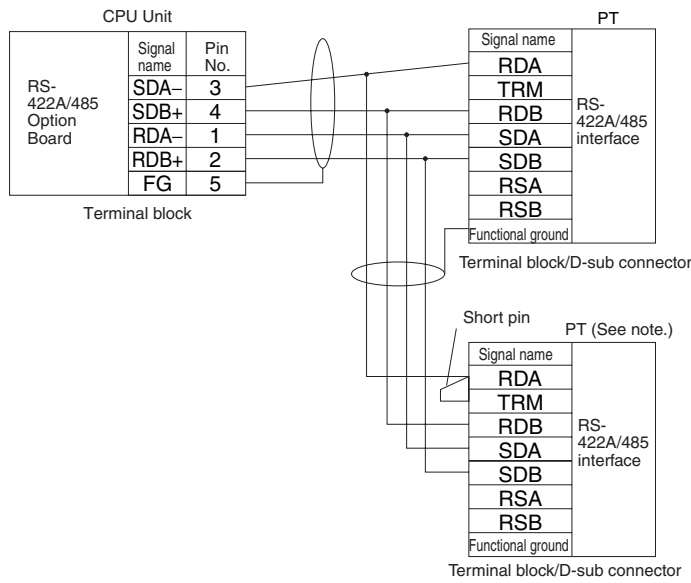 CPU Unit
RS-
422A/485
Option
Board
Signal
name
Pin
No.
SDA– 3
SDB+ 4
RDA– 1
RDB+ 2
FG 5
Terminal block
PT
Signal name
RDA
TRM
RDB
SDA
SDB
RSA
RSB
Functional ground
RS-
422A/485
interface
Terminal block/D-sub connector
Short pin
PT (See note.)
Signal name
RDA
TRM
RDB
SDA
SDB
RSA
RSB
Functional ground
RS-
422A/485
interface
Terminal block/D-sub connector